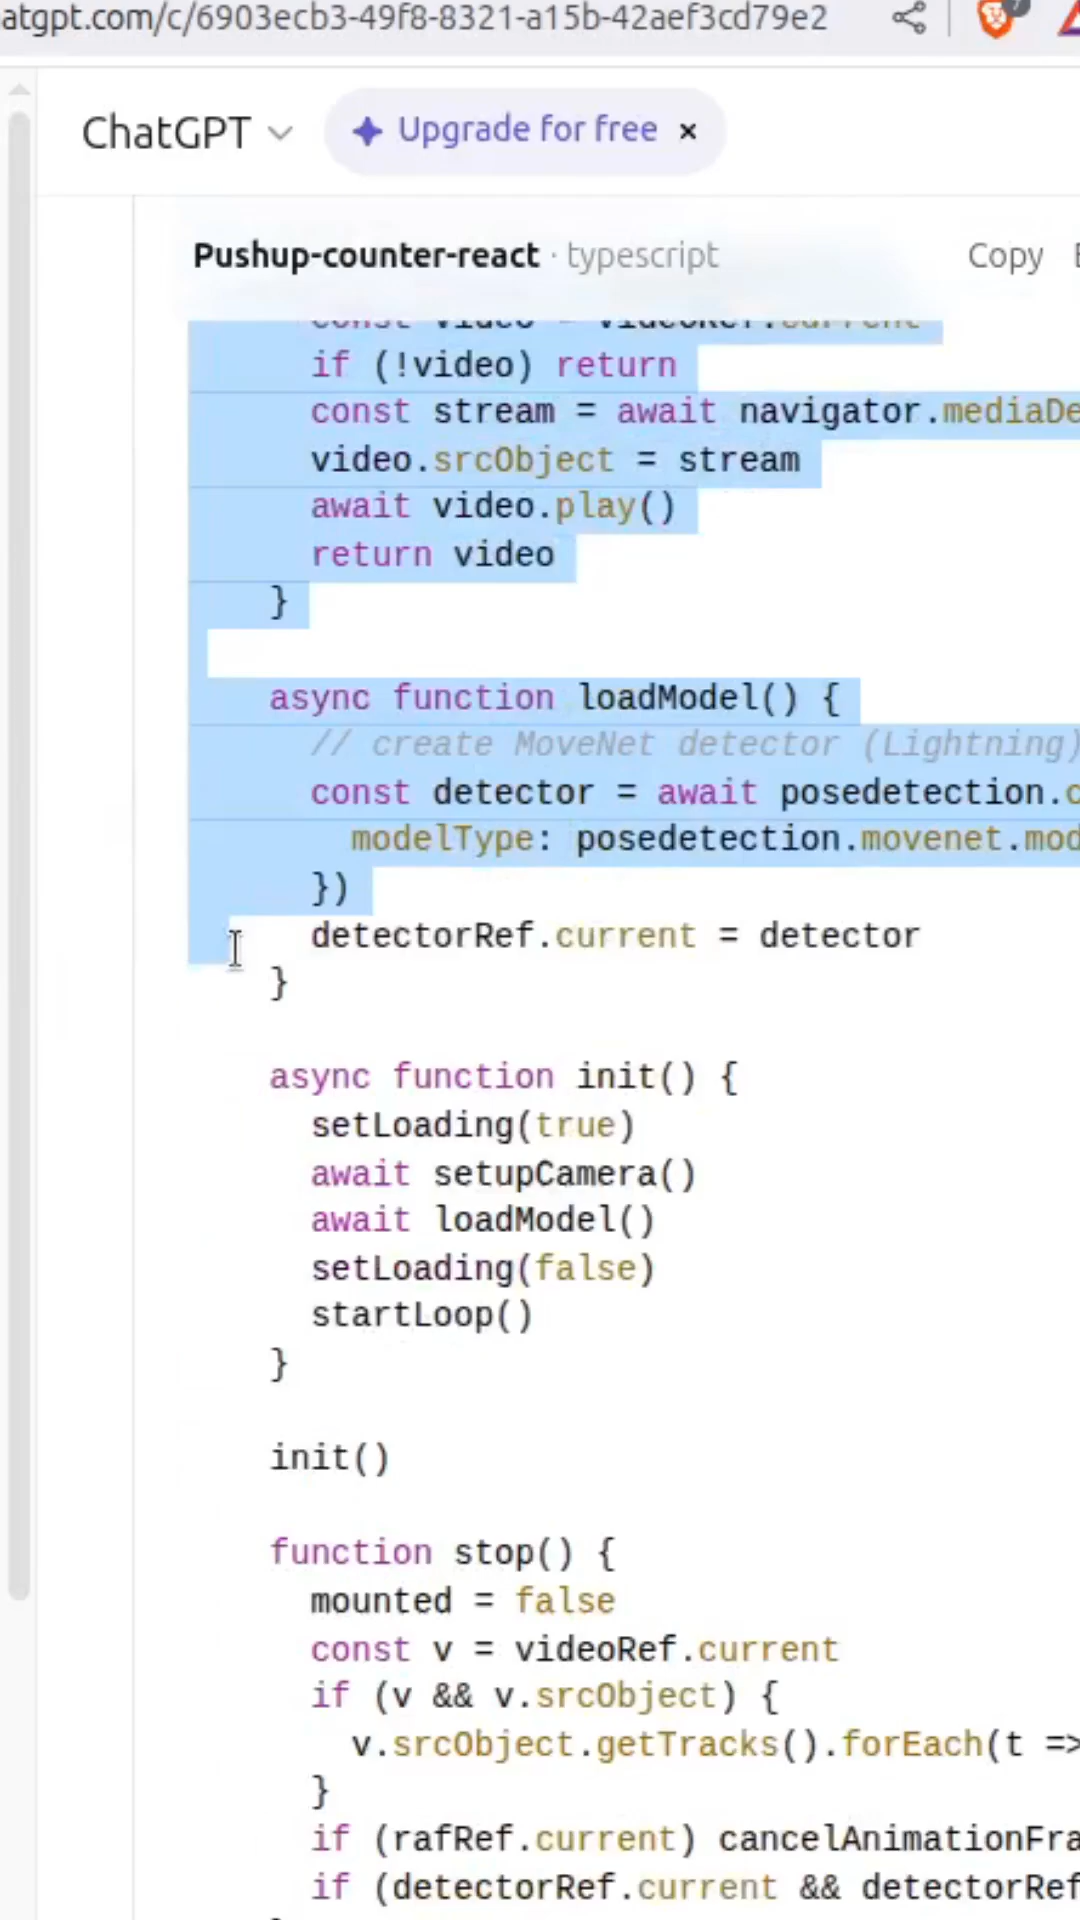 atgpt.com/c/6903ecb3-49f8-8321-a15b-42aef3cd79e2
ChatGPT Upgrade for free ×
Pushup-counter-react · typescript Copy
const video = videoRef.current
if (!video) return
const stream = await navigator.mediaDe
video.srcObject = stream
await video.play()
return video
}
async function loadModel() {
// create MoveNet detector (Lightning)
const detector = await posedetection.c
modelType: posedetection.movenet.mod
})
detectorRef.current = detector
}
async function init() {
setLoading(true)
await setupCamera()
await loadModel()
setLoading(false)
startLoop()
}
init()
function stop() {
mounted = false
const v = videoRef.current
if (v && v.srcObject) {
v.srcObject.getTracks().forEach(t =>
}
if (rafRef.current) cancelAnimationFra
if (detectorRef.current && detectorRef